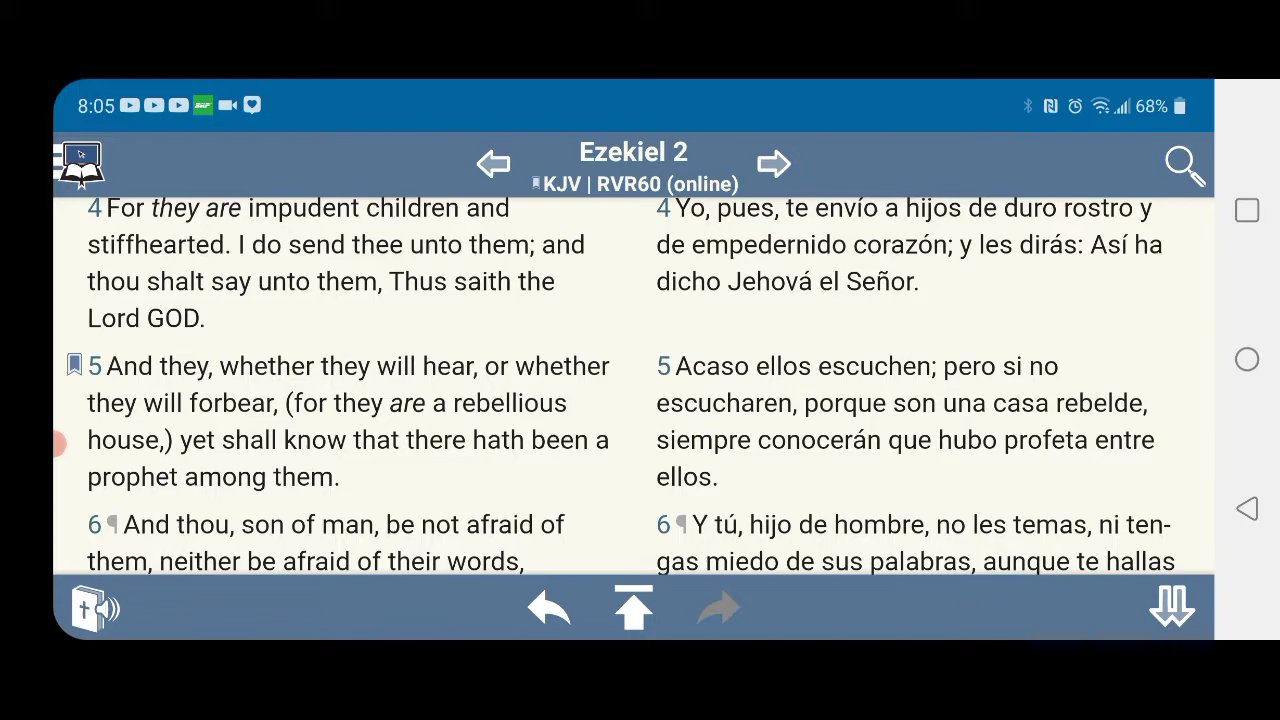 8:05
68%
Ezekiel 2
KJV | RVR60 (online)
4 For they are impudent children and
stiffhearted. I do send thee unto them; and
thou shalt say unto them, Thus saith the
Lord GOD.
5 And they, whether they will hear, or whether
they will forbear, (for they are a rebellious
house,) yet shall know that there hath been a
prophet among them.
6 ¶ And thou, son of man, be not afraid of
them, neither be afraid of their words,
4 Yo, pues, te envío a hijos de duro rostro y
de empedernido corazón; y les dirás: Así ha
dicho Jehová el Señor.
5 Acaso ellos escuchen; pero si no
escucharen, porque son una casa rebelde,
siempre conocerán que hubo profeta entre
ellos.
6 ¶ Y tú, hijo de hombre, no les temas, ni ten-
gas miedo de sus palabras, aunque te hallas